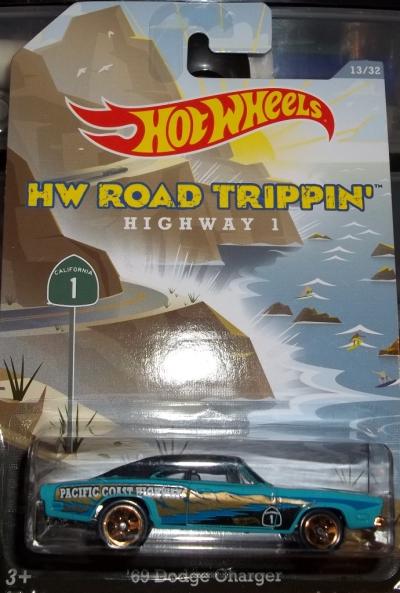 13/32
HOT WHEELS
HW ROAD TRIPPIN'™
HIGHWAY 1
CALIFORNIA
1
PACIFIC COAST HIGHWAY
1
3+
'69 Dodge Charger